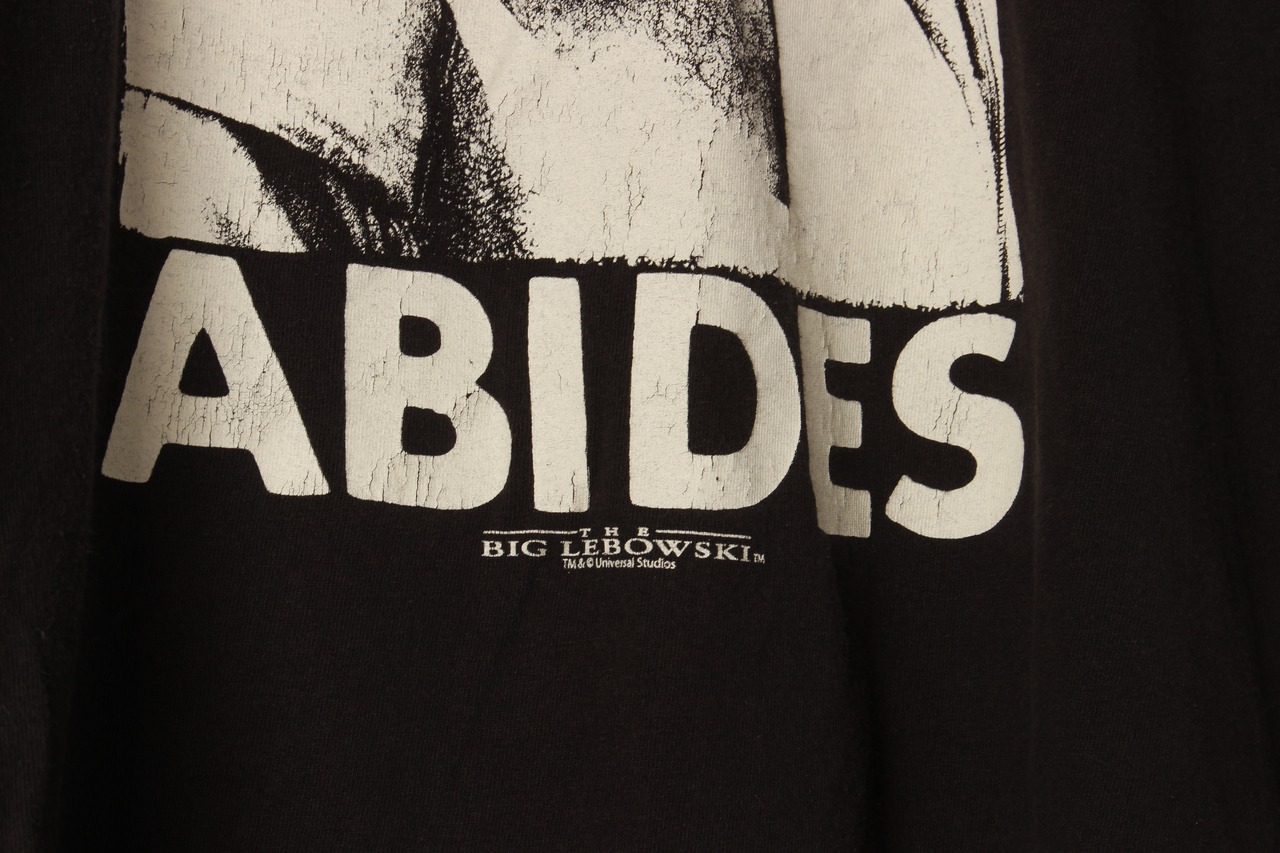 ABIDES
THE
BIG LEBOWSKI™
TM & © Universal Studios